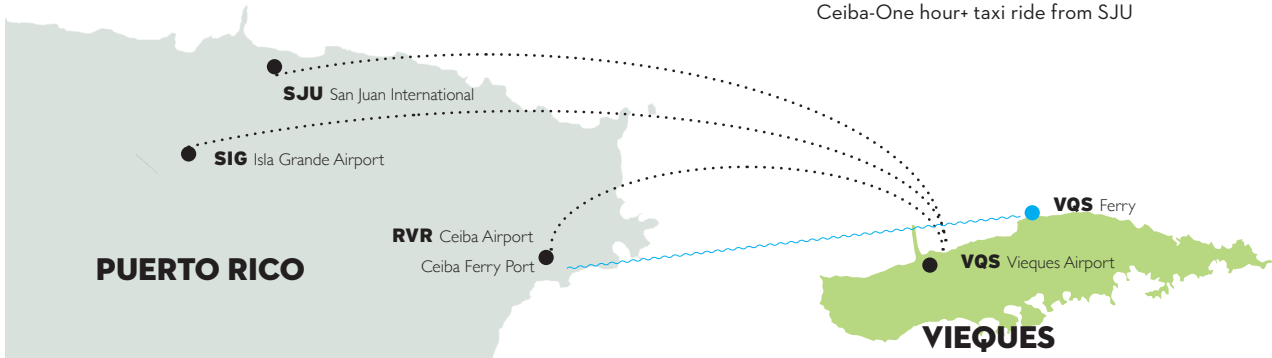 Ceiba-One hour+ taxi ride from SJU
SJU San Juan International
SIG Isla Grande Airport
VQS Ferry
RVR Ceiba Airport
Ceiba Ferry Port
VQS Vieques Airport
PUERTO RICO
VIEQUES